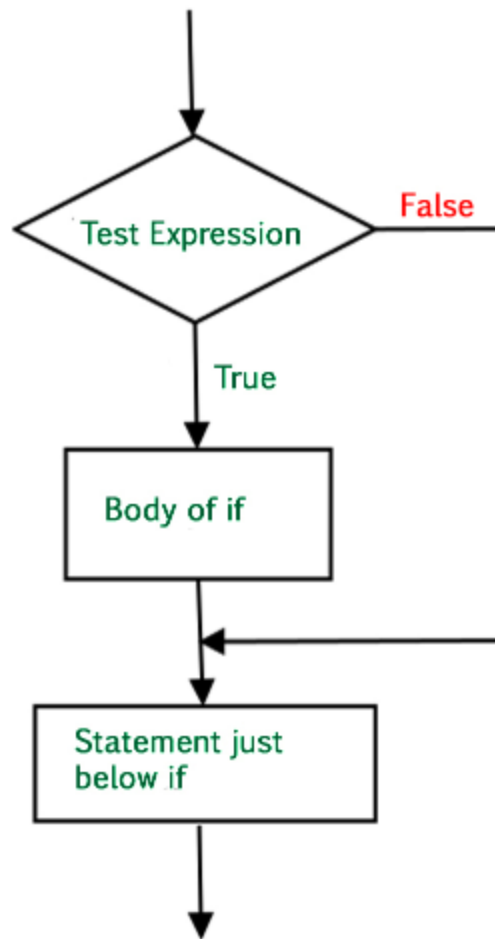 Test Expression
False
True
Body of if
Statement just
below if